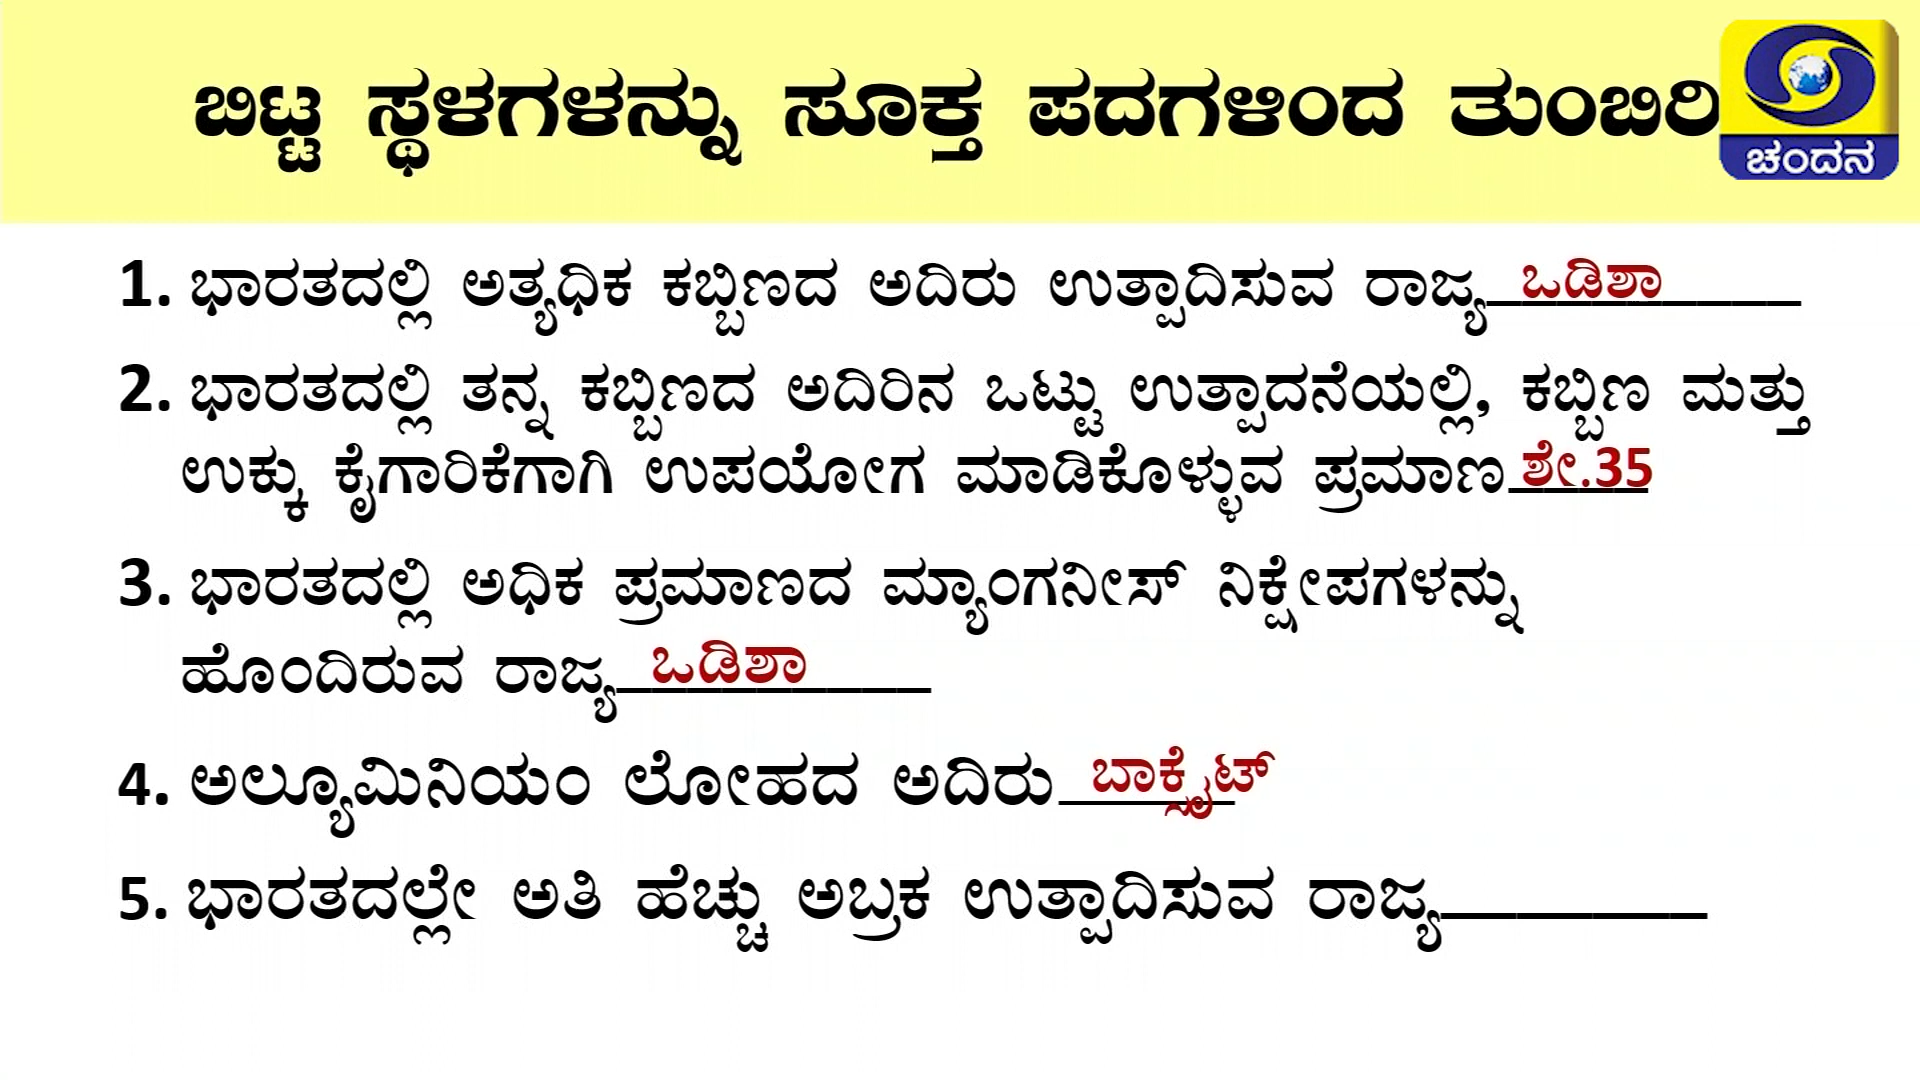 ಬಿಟ್ಟ ಸ್ಥಳಗಳನ್ನು ಸೂಕ್ತ ಪದಗಳಿಂದ ತುಂಬಿರಿ
ಚಂದನ
1. ಭಾರತದಲ್ಲಿ ಅತ್ಯಧಿಕ ಕಬ್ಬಿಣದ ಅದಿರು ಉತ್ಪಾದಿಸುವ ರಾಜ್ಯ ಒಡಿಶಾ
2. ಭಾರತದಲ್ಲಿ ತನ್ನ ಕಬ್ಬಿಣದ ಅದಿರಿನ ಒಟ್ಟು ಉತ್ಪಾದನೆಯಲ್ಲಿ, ಕಬ್ಬಿಣ ಮತ್ತು
ಉಕ್ಕು ಕೈಗಾರಿಕೆಗಾಗಿ ಉಪಯೋಗ ಮಾಡಿಕೊಳ್ಳುವ ಪ್ರಮಾಣ ಶೇ.35
3. ಭಾರತದಲ್ಲಿ ಅಧಿಕ ಪ್ರಮಾಣದ ಮ್ಯಾಂಗನೀಸ್ ನಿಕ್ಷೇಪಗಳನ್ನು
ಹೊಂದಿರುವ ರಾಜ್ಯ ಒಡಿಶಾ
4. ಅಲ್ಯೂಮಿನಿಯಂ ಲೋಹದ ಅದಿರು ಬಾಕ್ಸೈಟ್
5. ಭಾರತದಲ್ಲೇ ಅತಿ ಹೆಚ್ಚು ಅಬ್ರಕ ಉತ್ಪಾದಿಸುವ ರಾಜ್ಯ_______